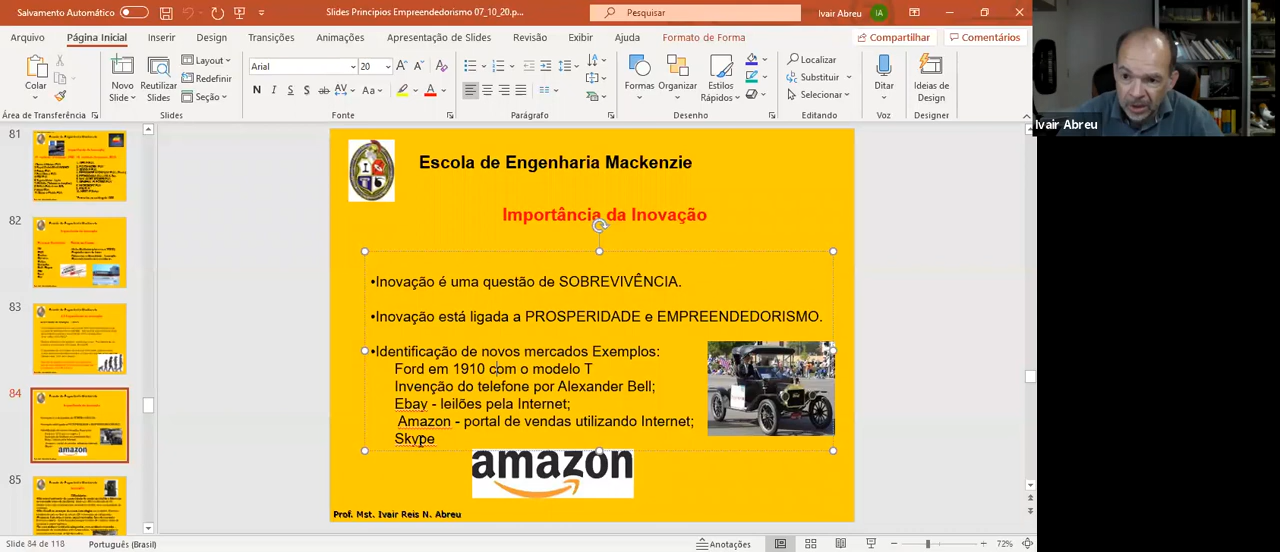 Salvamento Automático
Slides Principios Empreendedorismo 07_10_20.p...
Pesquisar
Ivair Abreu
IA
Arquivo
Página Inicial
Inserir
Design
Transições
Animações
Apresentação de Slides
Revisão
Exibir
Ajuda
Formato de Forma
Compartilhar
Comentários
Colar
Novo Slide
Reutilizar Slides
Layout
Redefinir
Seção
Arial
20
N I S S ab AV Aa
A
Formas
Organizar
Estilos Rápidos
Localizar
Substituir
Selecionar
Ditar
Ideias de Design
Área de Transferência
Slides
Fonte
Parágrafo
Desenho
Editando
Voz
Designer
Ivair Abreu
81
82
83
84
85
Escola de Engenharia Mackenzie
Importância da Inovação
•Inovação é uma questão de SOBREVIVÊNCIA.
•Inovação está ligada a PROSPERIDADE e EMPREENDEDORISMO.
•Identificação de novos mercados Exemplos:
Ford em 1910 com o modelo T
Invenção do telefone por Alexander Bell;
Ebay - leilões pela Internet;
Amazon - portal de vendas utilizando Internet;
Skype
amazon
Prof. Mst. Ivair Reis N. Abreu
Slide 84 de 118
Português (Brasil)
Anotações
72%